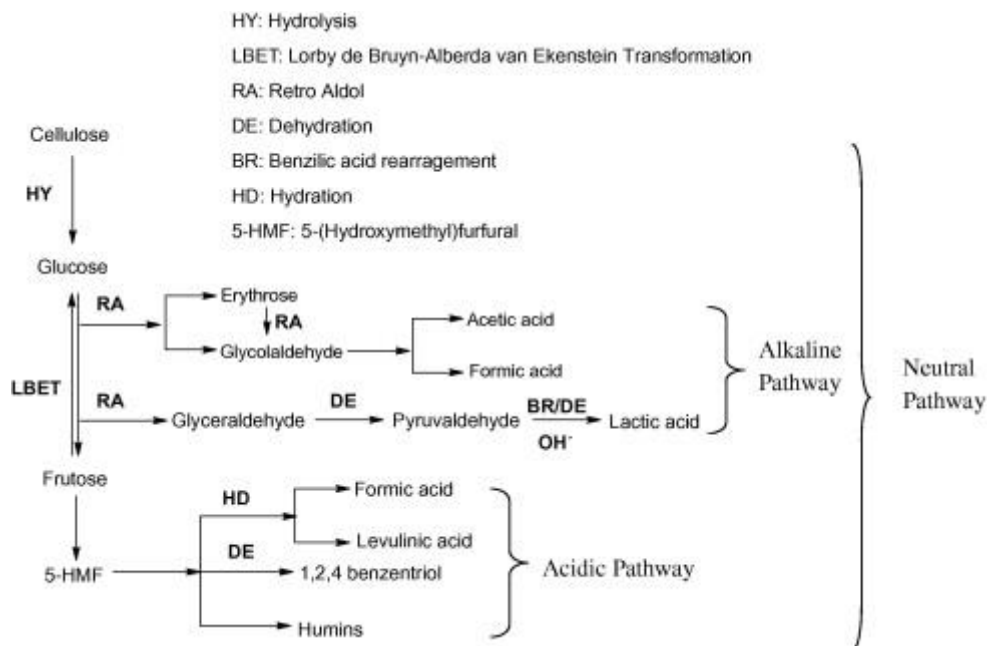 HY: Hydrolysis
LBET: Lorby de Bruyn-Alberda van Ekenstein Transformation
RA: Retro Aldol
DE: Dehydration
BR: Benzilic acid rearragement
HD: Hydration
5-HMF: 5-(Hydroxymethyl)furfural
Cellulose
HY
Glucose
RA
Erythrose
RA
Glycolaldehyde
Acetic acid
Formic acid
LBET
RA
Glyceraldehyde
DE
Pyruvaldehyde
BR/DE
OH-
Lactic acid
Alkaline
Pathway
Neutral
Pathway
Frutose
5-HMF
HD
Formic acid
Levulinic acid
DE
1,2,4 benzentriol
Humins
Acidic Pathway